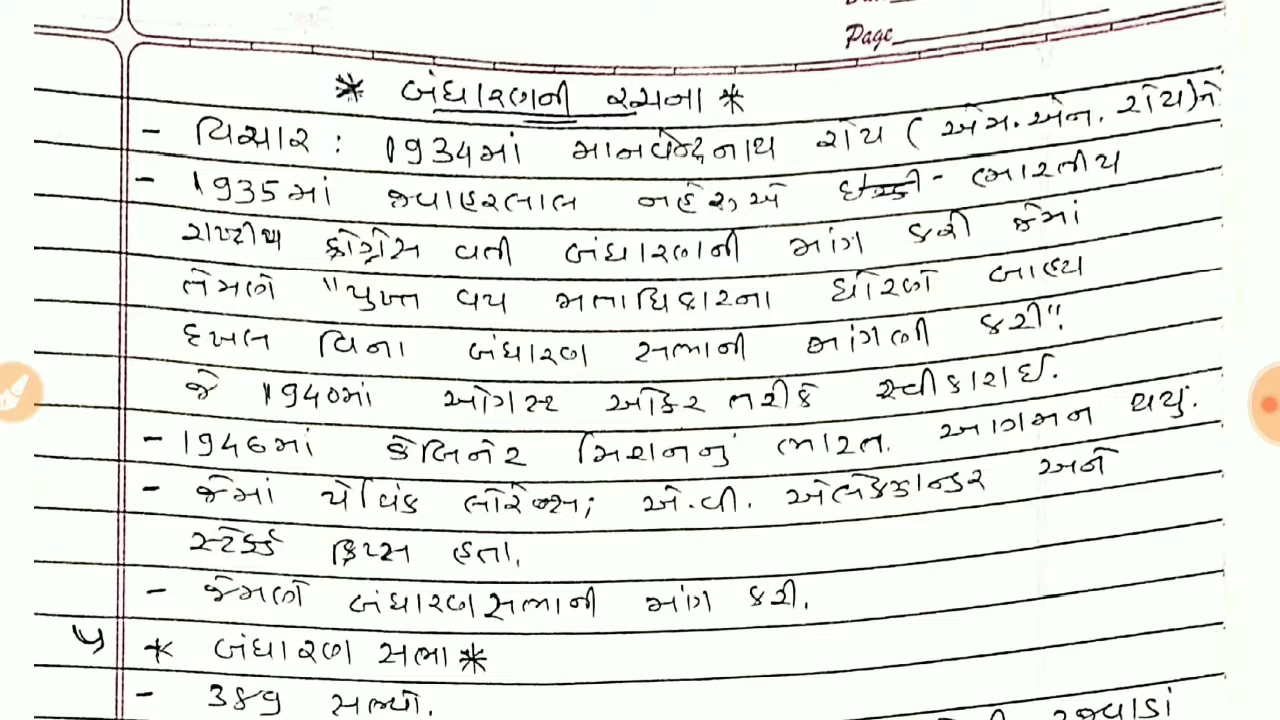 Page
* બંધારણની રચના *
- વિચાર : 1934માં માનવેન્દ્રનાથ રોય ( એમ.એન. રોય)ને
- 1935માં જવાહરલાલ નહેરુએ ભારતીય
રાષ્ટ્રીય કોંગ્રેસ વતી બંધારણની માંગ કરી જેમાં
તેમણે "પુખ્ત વય મતાધિકારના ધોરણે બાહ્ય
દખલ વિના બંધારણ સભાની માંગણી કરી".
જે 1940માં ઓગસ્ટ ઓફર તરીકે સ્વીકારાઈ.
- 1946માં કેબિનેટ મિશનનું ભારત આગમન થયું.
- જેમાં પેથિક લોરેન્સ; એ.વી. એલેકઝાન્ડર અને
સ્ટેફર્ડ ક્રિપ્સ હતા.
- જેમણે બંધારણસભાની માંગ કરી.
* બંધારણ સભા *
- 389 સભ્યો.
રજવાડાં